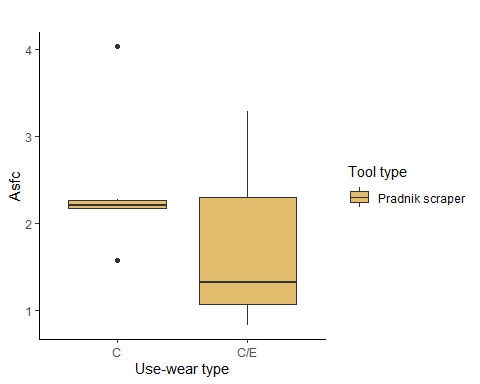 4
3
2
1
Asfc
C
C/E
Use-wear type
Tool type
Pradnik scraper